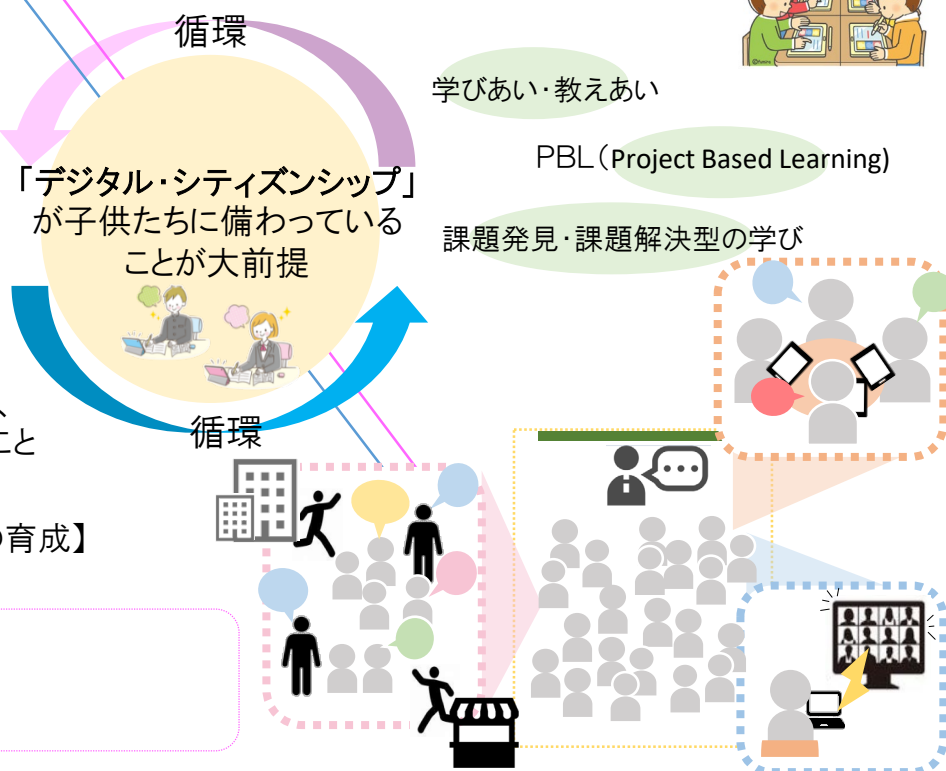 循環
学びあい・教えあい
PBL(Project Based Learning)
「デジタル・シティズンシップ」
が子供たちに備わっている
ことが大前提
課題発見・課題解決型の学び
循環
、
こと
の育成】